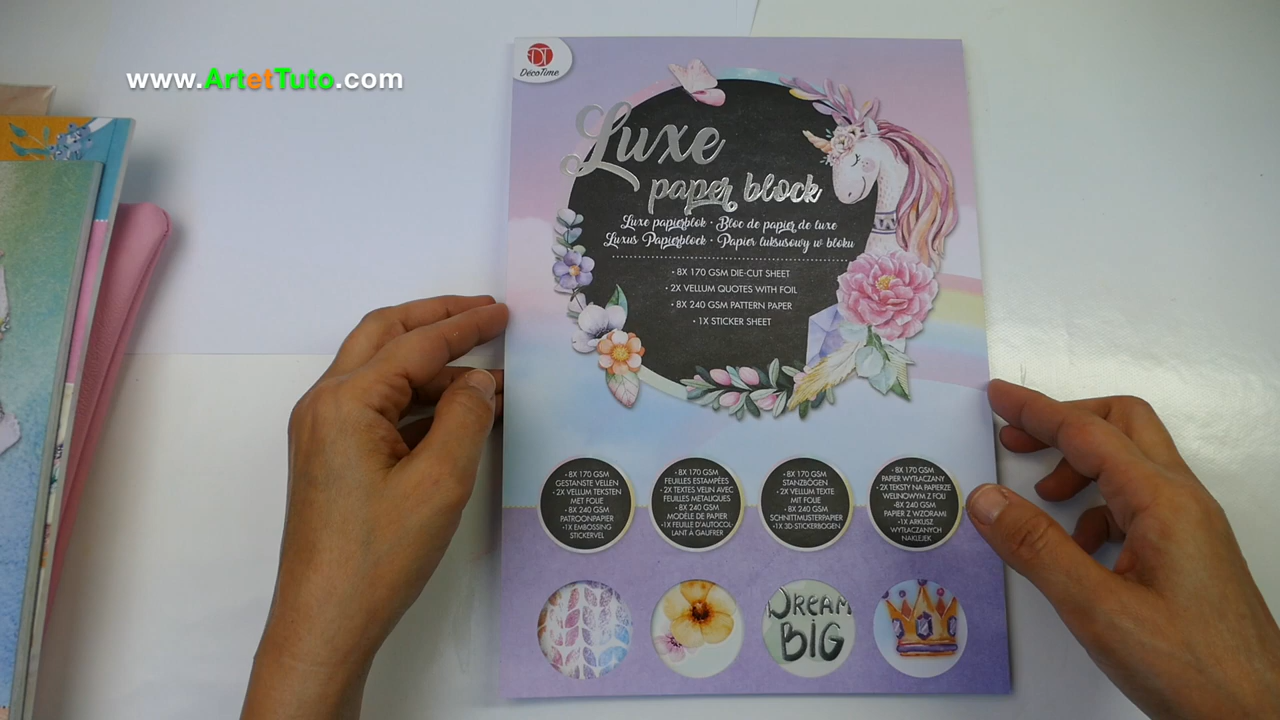 www.ArtetTuto.com
DT
DécoTime
Luxe
paper block
Luxe papierblok • Bloc de papier de luxe
Luxus Papierblock • Papier luksusowy w bloku
• 8X 170 GSM DIE-CUT SHEET
• 2X VELLUM QUOTES WITH FOIL
• 8X 240 GSM PATTERN PAPER
• 1X STICKER SHEET
• 8X 170 GSM
GESTANSTE VELLEN
• 2X VELLUM TEKSTEN
MET FOLIE
• 8X 240 GSM
PATROONPAPIER
• 1X EMBOSSING
STICKERVEL
• 8X 170 GSM
FEUILLES ESTAMPÉES
• 2X TEXTES VELIN AVEC
FEUILLES METALIQUES
• 8X 240 GSM
MODÈLE DE PAPIER
• 1X FEUILLE D'AUTOCOL-
LANT À GAUFRER
• 8X 170 GSM
STANZBÖGEN
• 2X VELLUM TEXTE
MIT FOLIE
• 8X 240 GSM
SCHNITTMUSTERPAPIER
• 1X 3D-STICKERBOGEN
• 8X 170 GSM
PAPIER WYTŁACZANY
• 2X TEKSTY NA PAPIERZE
WELINOWYM Z FOLI
• 8X 240 GSM
PAPIER Z WZORAMI
• 1X ARKUSZ
WYTŁACZANYCH
NAKLEJEK
DREAM
BIG